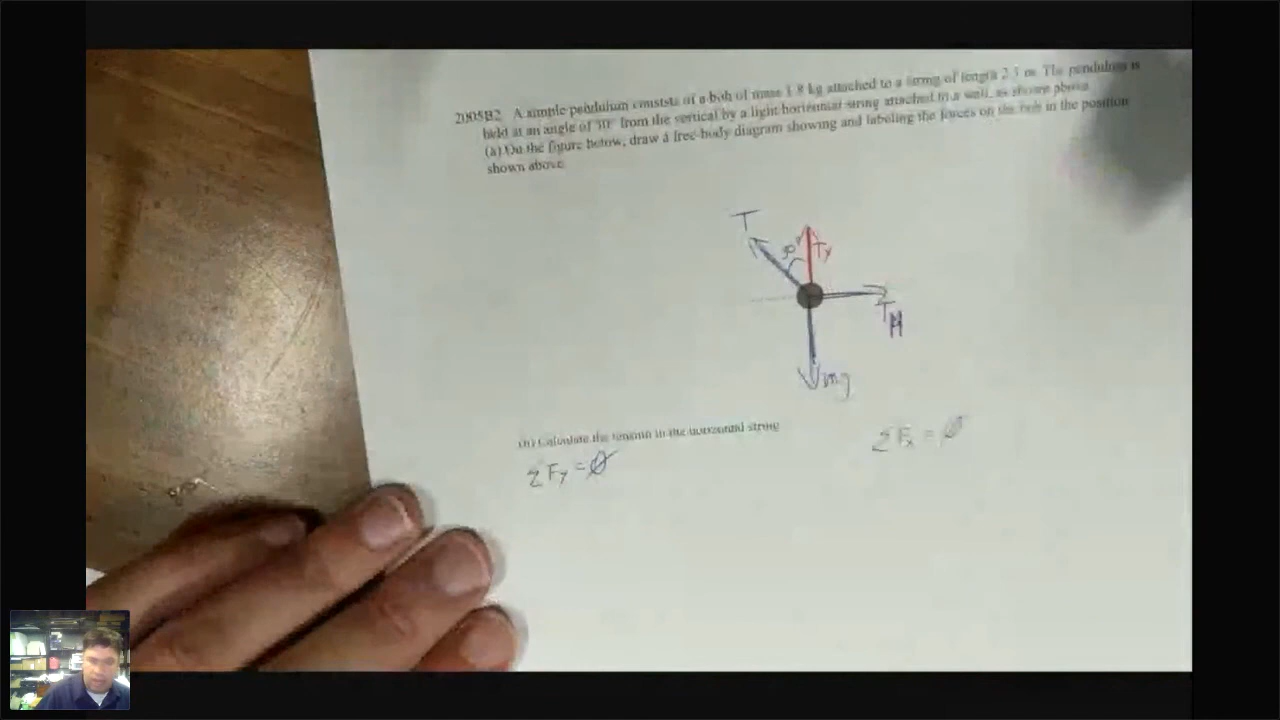 2005B2. A simple pendulum consists of a bob of mass 1.8 kg attached to a string of length 2.3 m. The pendulum is
held at an angle of 30° from the vertical by a light horizontal string attached to a wall, as shown above.
(a) On the figure below, draw a free-body diagram showing and labeling the forces on the bob in the position
shown above.
T
30°
Ty
TH
mg
(b) Calculate the tension in the horizontal string.
ΣFy = 0
ΣFx = 0